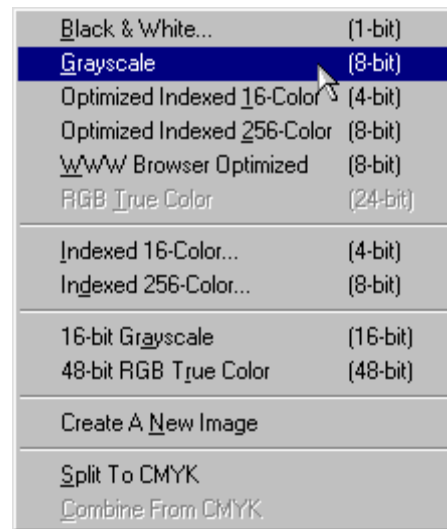 Black & White... (1-bit)
Grayscale (8-bit)
Optimized Indexed 16-Color (4-bit)
Optimized Indexed 256-Color (8-bit)
WWW Browser Optimized (8-bit)
RGB True Color (24-bit)
Indexed 16-Color... (4-bit)
Indexed 256-Color... (8-bit)
16-bit Grayscale (16-bit)
48-bit RGB True Color (48-bit)
Create A New Image
Split To CMYK
Combine From CMYK